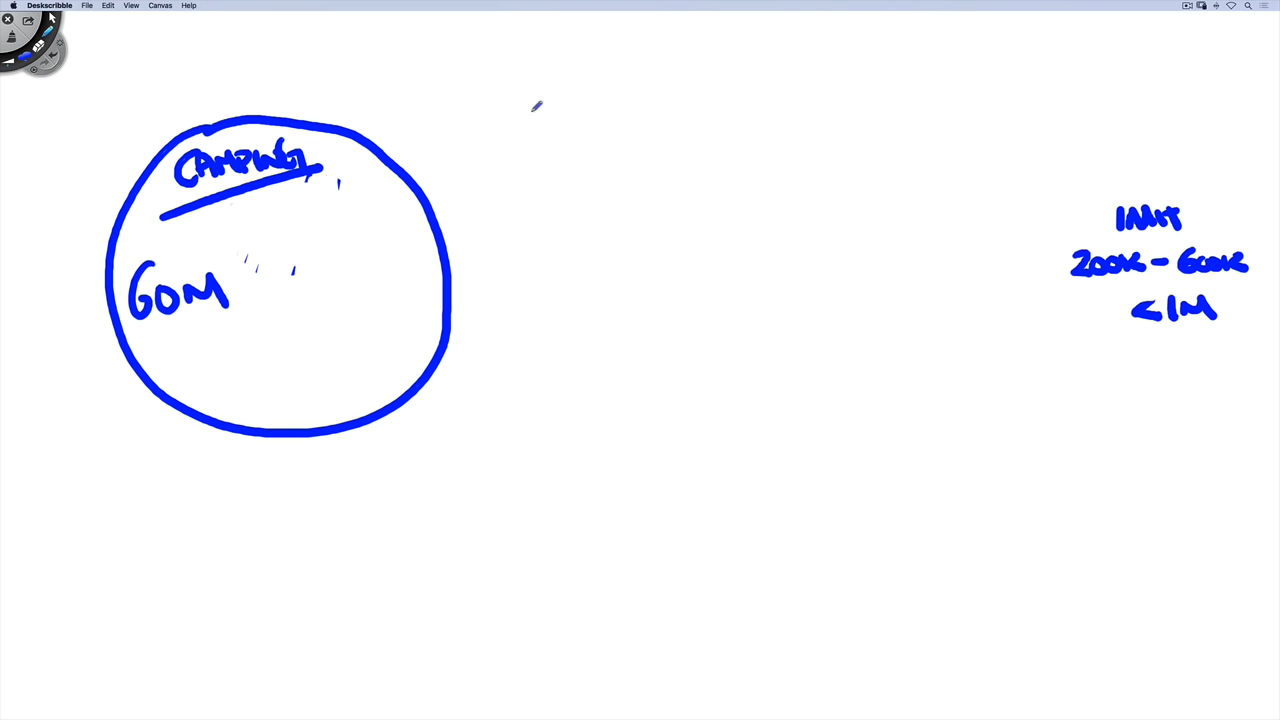 Deskscribble File Edit View Canvas Help
CAMPING
60M
200K - 600K
<1M